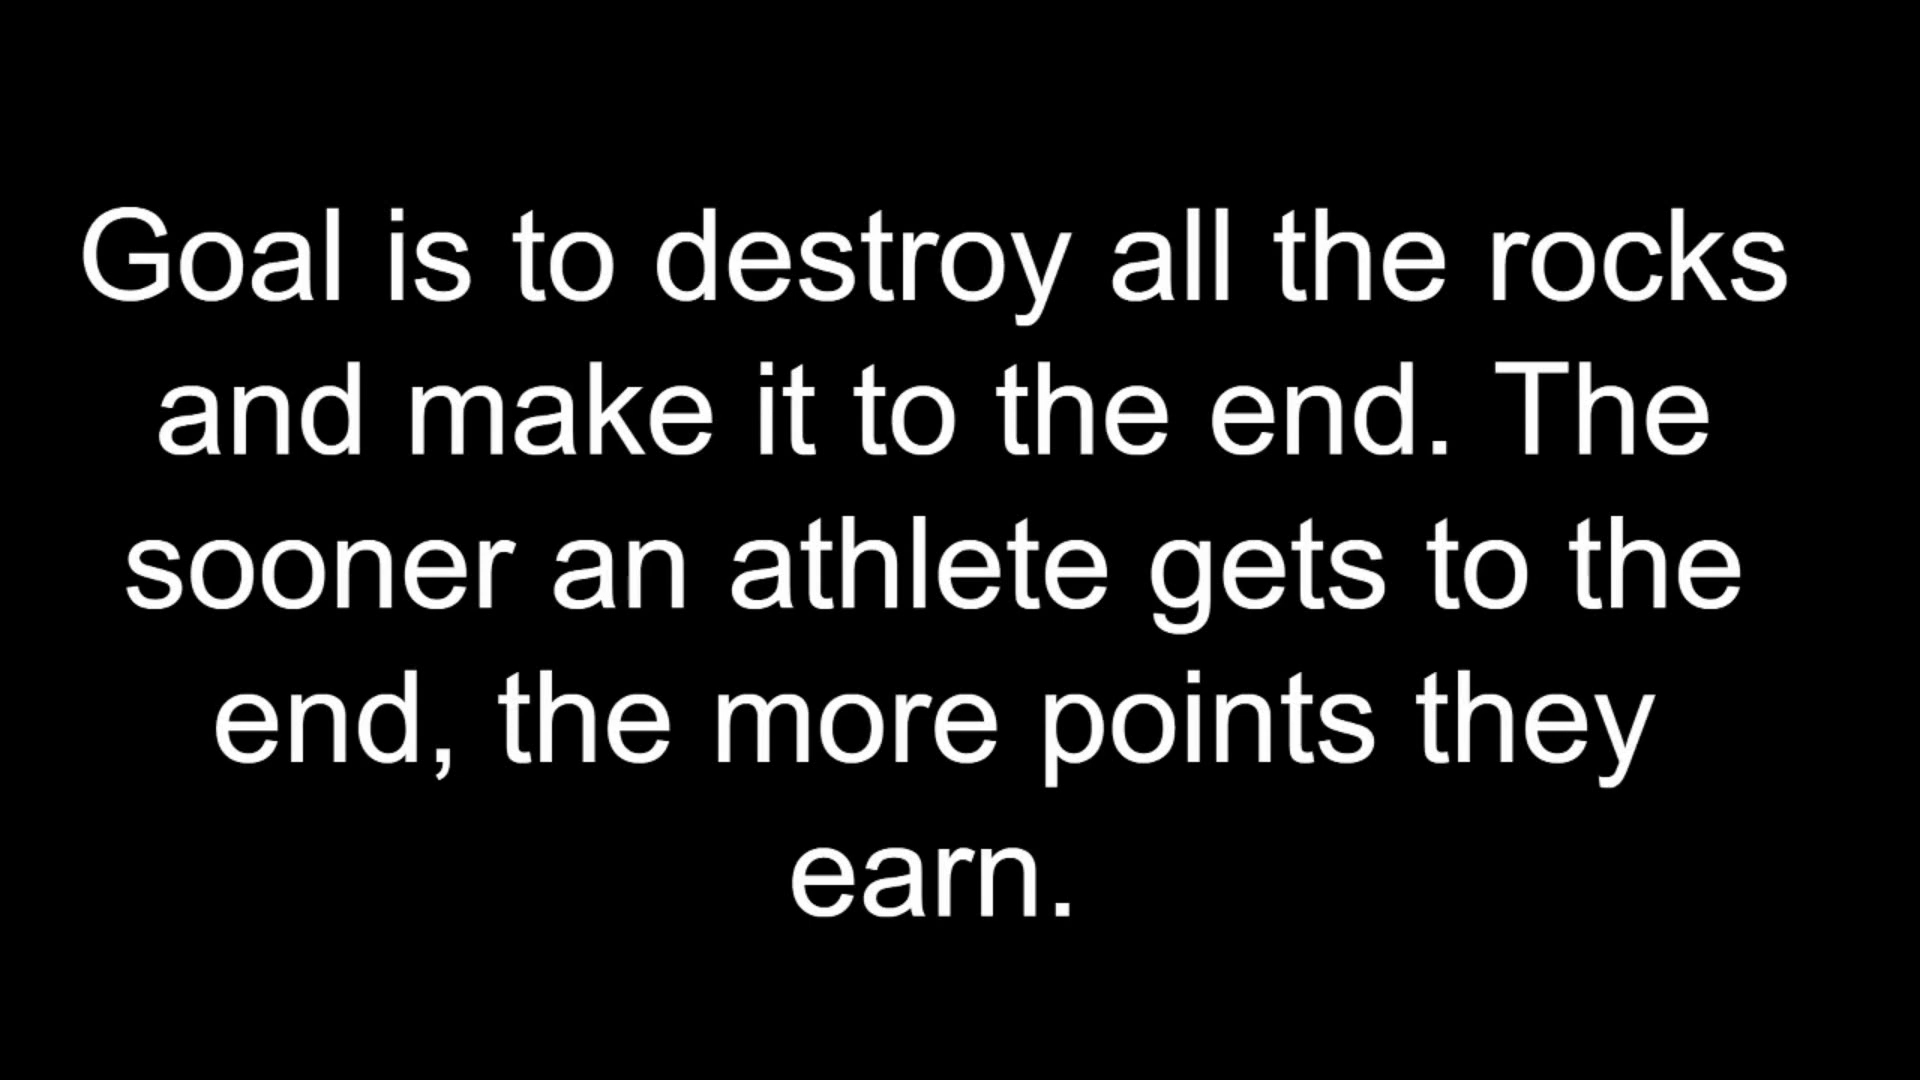 Goal is to destroy all the rocks
and make it to the end. The
sooner an athlete gets to the
end, the more points they
earn.